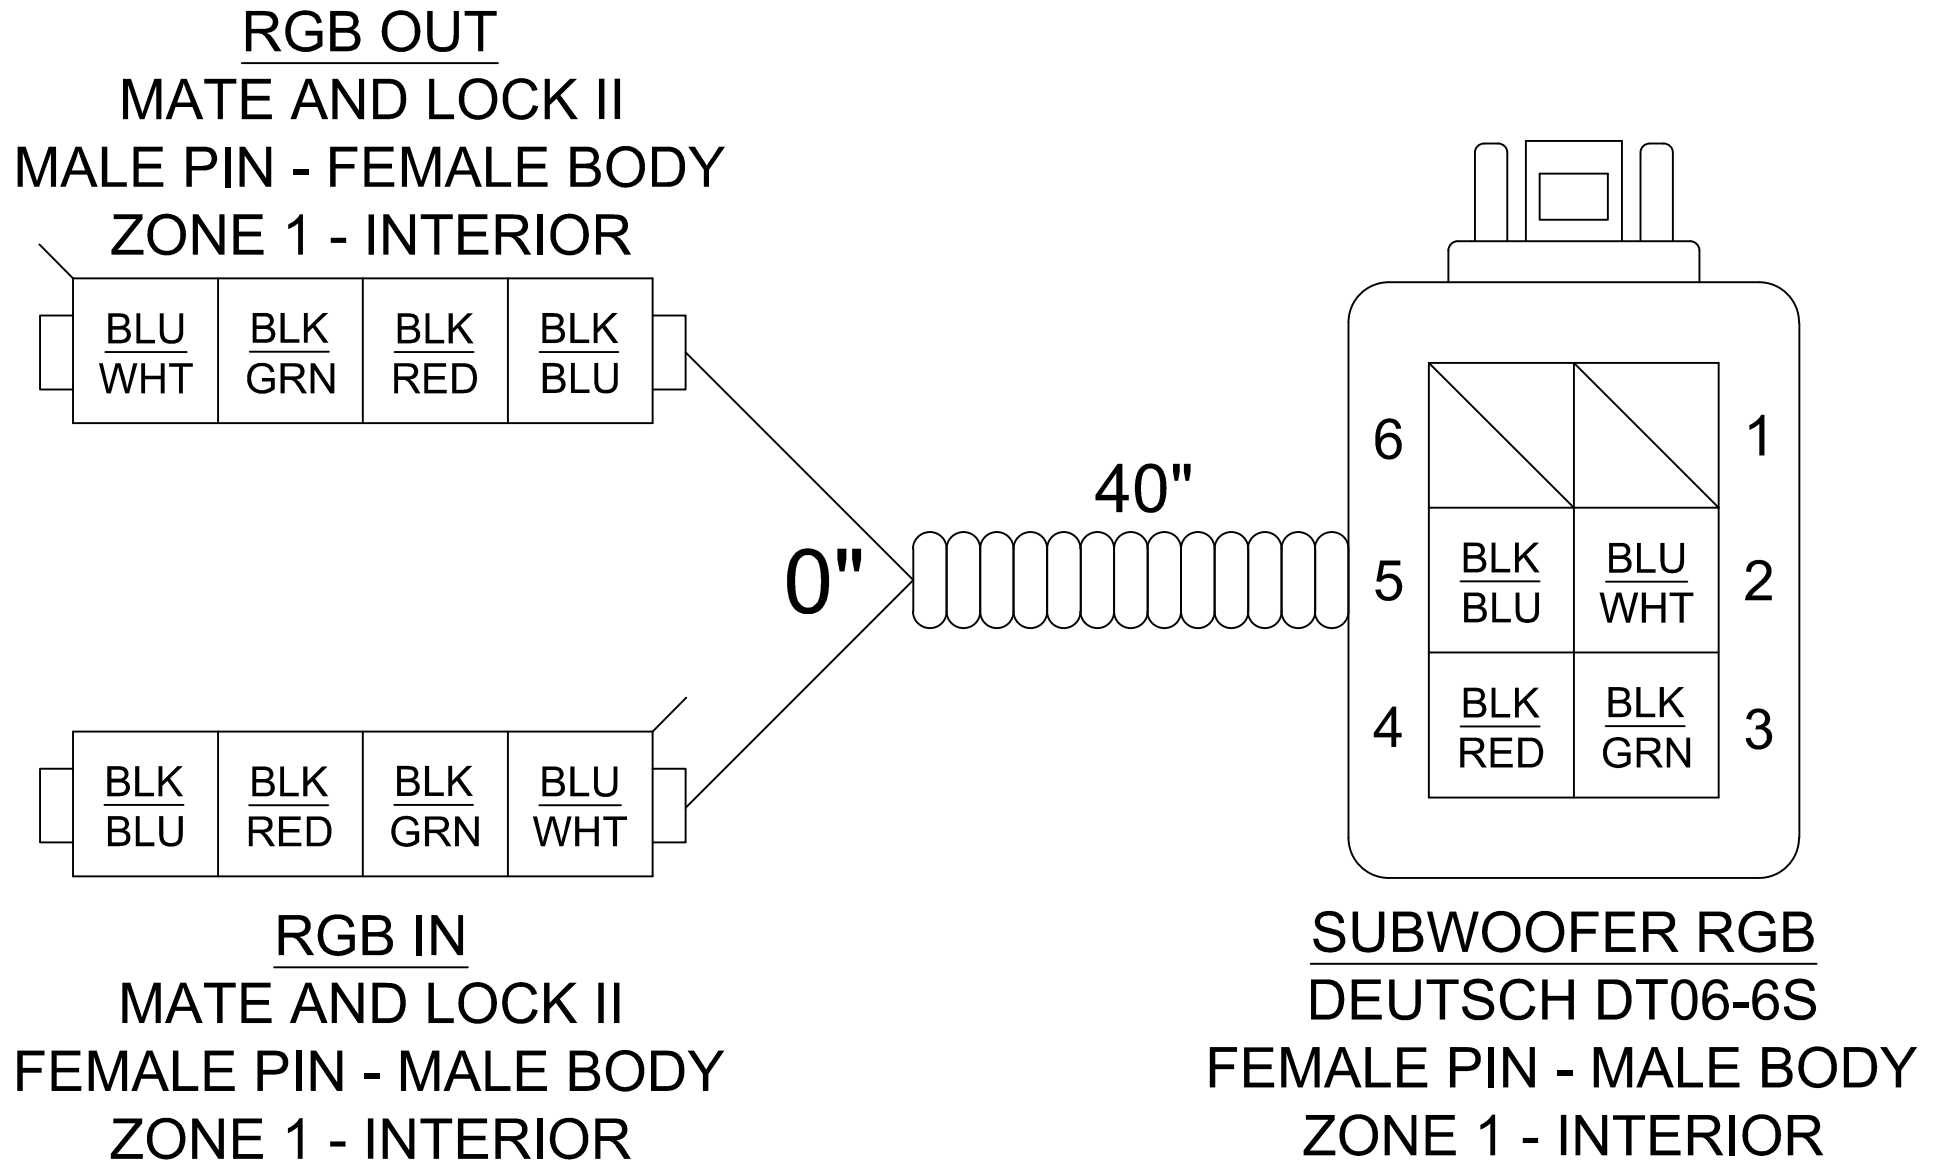 RGB OUT
MATE AND LOCK II
MALE PIN - FEMALE BODY
ZONE 1 - INTERIOR
BLU BLK BLK BLK
WHT GRN RED BLU
0"
40"
BLK BLK BLK BLU
BLU RED GRN WHT
RGB IN
MATE AND LOCK II
FEMALE PIN - MALE BODY
ZONE 1 - INTERIOR
6 1
BLK BLU
5 2
BLU WHT
BLK BLK
4 3
RED GRN
SUBWOOFER RGB
DEUTSCH DT06-6S
FEMALE PIN - MALE BODY
ZONE 1 - INTERIOR